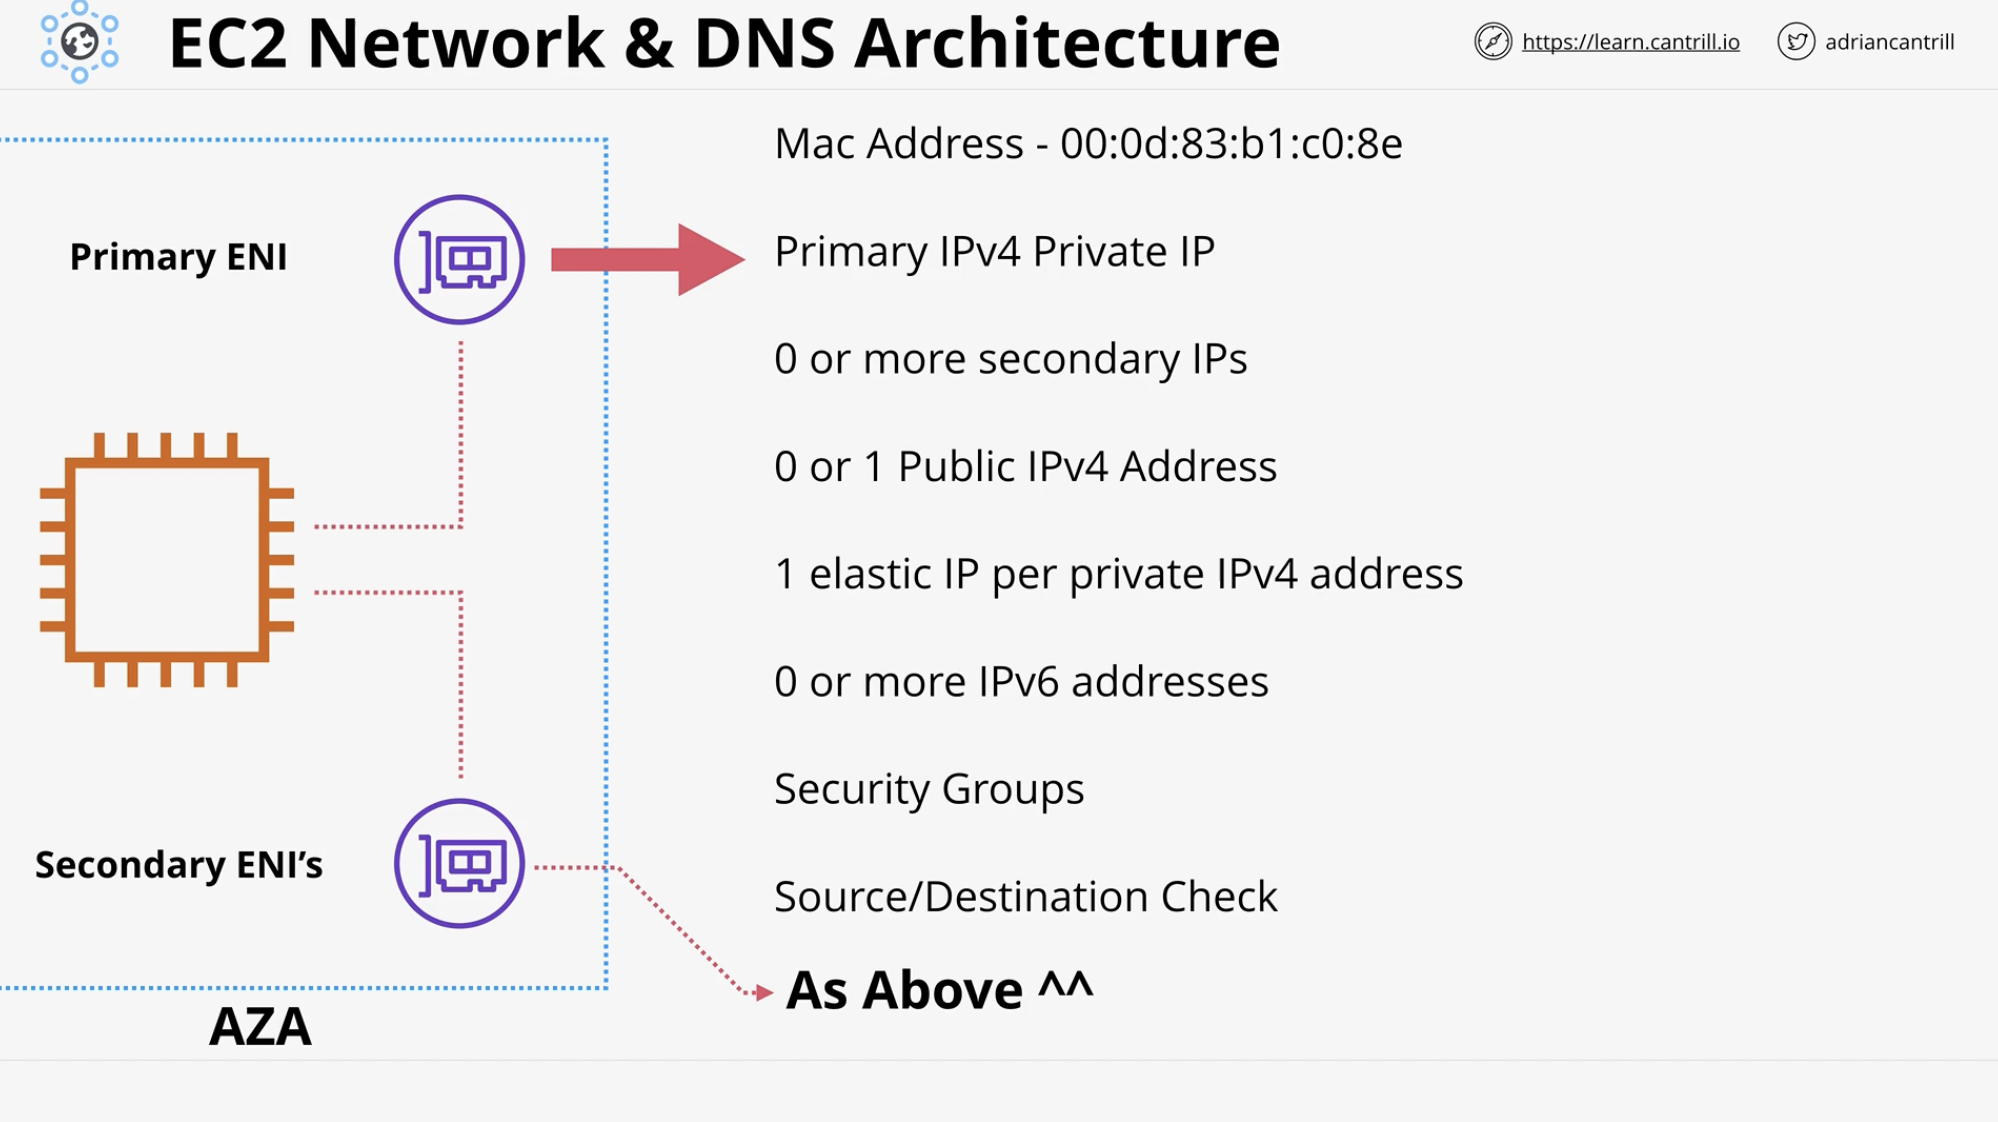 EC2 Network & DNS Architecture
https://learn.cantrill.io
adriancantrill
Mac Address - 00:0d:83:b1:c0:8e
Primary ENI
Primary IPv4 Private IP
0 or more secondary IPs
0 or 1 Public IPv4 Address
1 elastic IP per private IPv4 address
0 or more IPv6 addresses
Security Groups
Secondary ENI’s
Source/Destination Check
As Above ^^
AZA